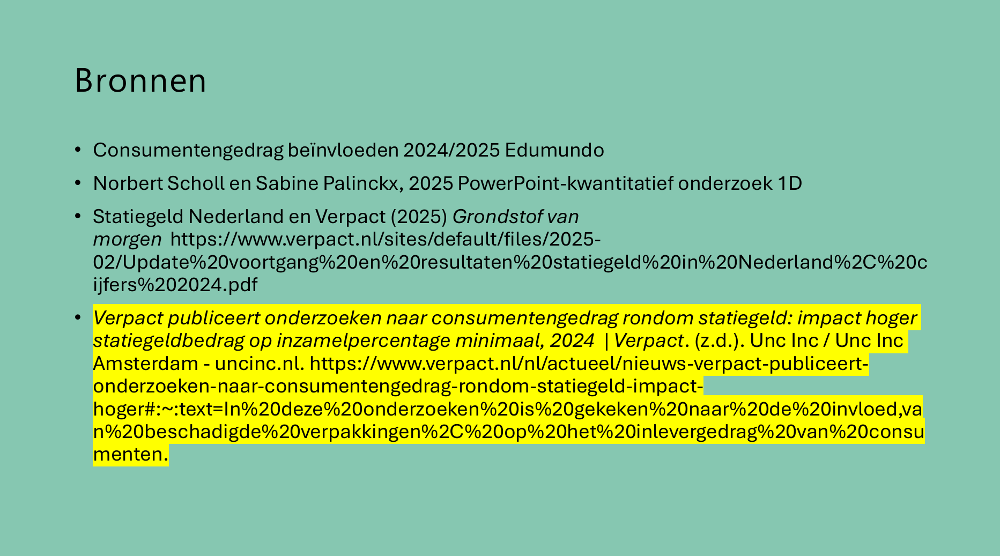 Bronnen
• Consumentengedrag beïnvloeden 2024/2025 Edumundo
• Norbert Scholl en Sabine Palinckx, 2025 PowerPoint-kwantitatief onderzoek 1D
• Statiegeld Nederland en Verpact (2025) Grondstof van
morgen https://www.verpact.nl/sites/default/files/2025-
02/Update%20voortgang%20en%20resultaten%20statiegeld%20in%20Nederland%2C%20c
ijfers%202024.pdf
• Verpact publiceert onderzoeken naar consumentengedrag rondom statiegeld: impact hoger
statiegeldbedrag op inzamelpercentage minimaal, 2024 | Verpact. (z.d.). Unc Inc / Unc Inc
Amsterdam - uncinc.nl. https://www.verpact.nl/nl/actueel/nieuws-verpact-publiceert-
onderzoeken-naar-consumentengedrag-rondom-statiegeld-impact-
hoger#:~:text=In%20deze%20onderzoeken%20is%20gekeken%20naar%20de%20invloed,va
n%20beschadigde%20verpakkingen%2C%20op%20het%20inlevergedrag%20van%20consu
menten.